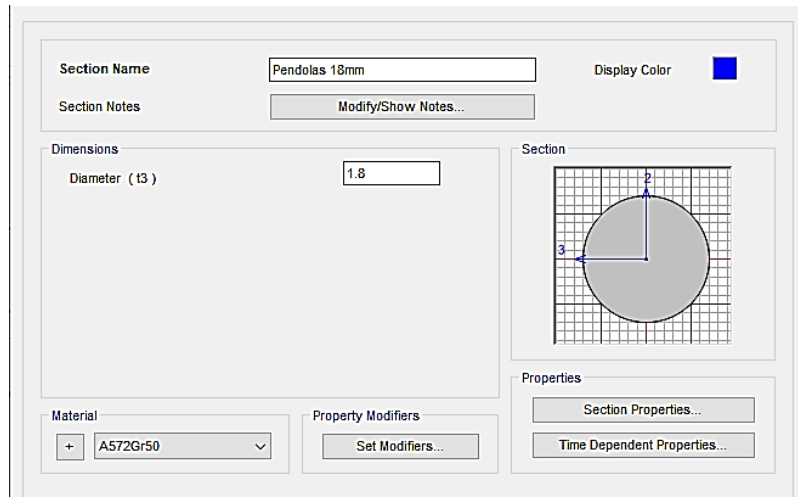 Section Name
Pendolas 18mm
Display Color
Section Notes
Modify/Show Notes...
Dimensions
Diameter ( t3 )
1.8
Section
2
3
Properties
Section Properties...
Time Dependent Properties...
Material
+
A572Gr50
Property Modifiers
Set Modifiers...